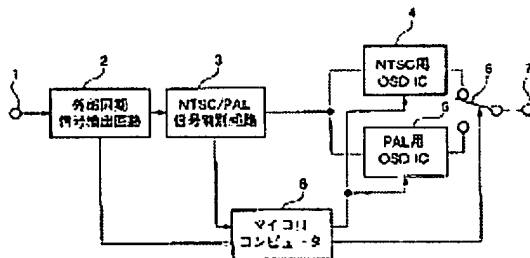 1
2
3
4
5
6
7
8
外部同期
信号検出回路
NTSC/PAL
信号判別回路
NTSC用
OSD IC
PAL用
OSD IC
マイクロ
コンピュータ